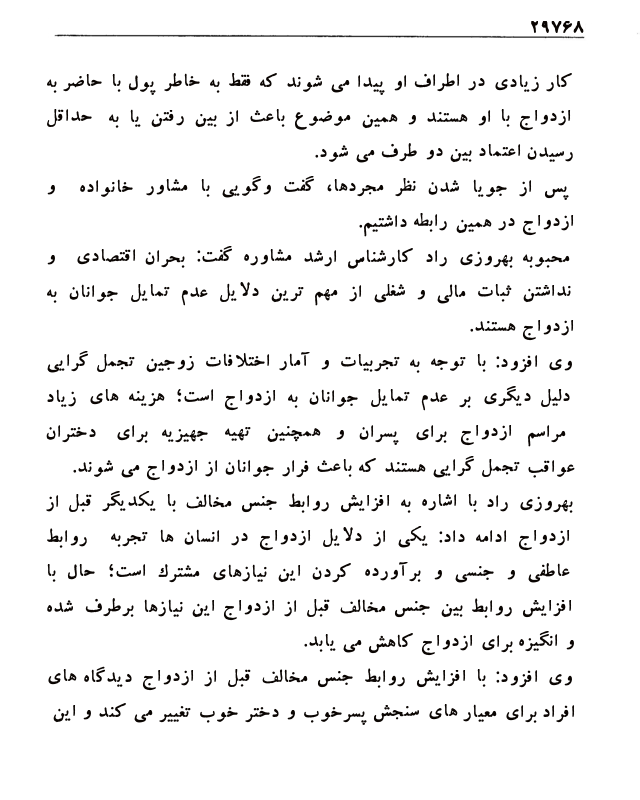 ۲۹۷۶۸
کار زیادی در اطراف او پیدا می شوند که فقط به خاطر پول با حاضر به
ازدواج با او هستند و همین موضوع باعث از بین رفتن یا به حداقل
رسیدن اعتماد بین دو طرف می شود.
پس از جویا شدن نظر مجردها، گفت وگویی با مشاور خانواده و
ازدواج در همین رابطه داشتیم.
محبوبه بهروزی راد کارشناس ارشد مشاوره گفت: بحران اقتصادی و
نداشتن ثبات مالی و شغلی از مهم ترین دلایل عدم تمایل جوانان به
ازدواج هستند.
وی افزود: با توجه به تجربیات و آمار اختلافات زوجین تجمل گرایی
دلیل دیگری بر عدم تمایل جوانان به ازدواج است؛ هزینه های زیاد
مراسم ازدواج برای پسران و همچنین تهیه جهیزیه برای دختران
عواقب تجمل گرایی هستند که باعث فرار جوانان از ازدواج می شوند.
بهروزی راد با اشاره به افزایش روابط جنس مخالف با یکدیگر قبل از
ازدواج ادامه داد: یکی از دلایل ازدواج در انسان ها تجربه روابط
عاطفی و جنسی و برآورده کردن این نیازهای مشترك است؛ حال با
افزایش روابط بین جنس مخالف قبل از ازدواج این نیازها برطرف شده
و انگیزه برای ازدواج کاهش می یابد.
وی افزود: با افزایش روابط جنس مخالف قبل از ازدواج دیدگاه های
افراد برای معیار های سنجش پسرخوب و دختر خوب تغییر می کند و این